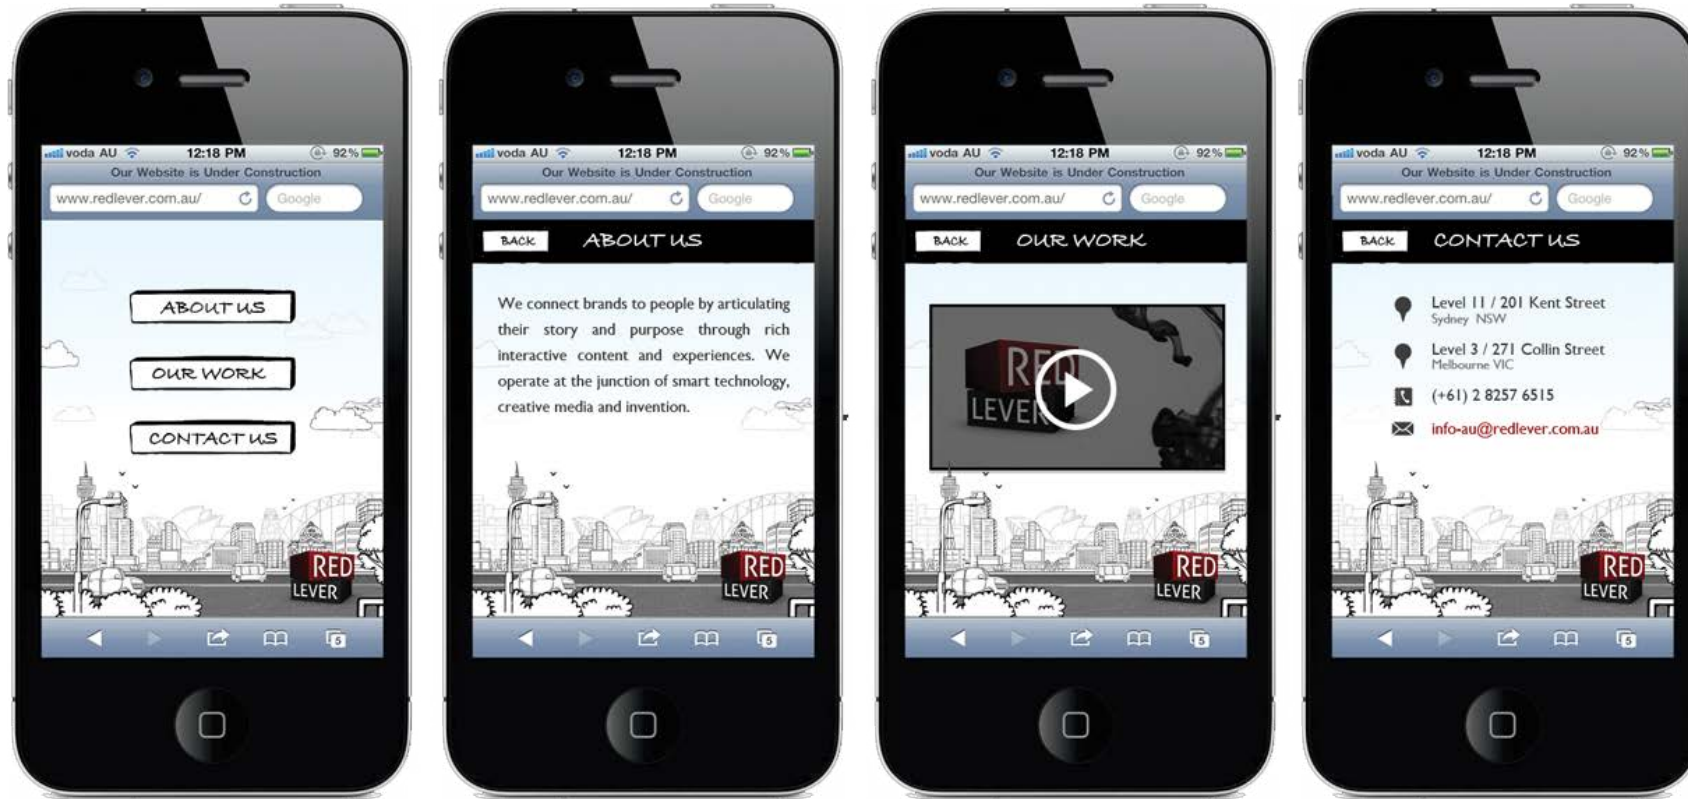 voda AU 12:18 PM 92%
Our Website is Under Construction
www.redlever.com.au/ Google
ABOUT US
OUR WORK
CONTACT US
RED
LEVER
5
voda AU 12:18 PM 92%
Our Website is Under Construction
www.redlever.com.au/ Google
BACK ABOUT US
We connect brands to people by articulating
their story and purpose through rich
interactive content and experiences. We
operate at the junction of smart technology,
creative media and invention.
RED
LEVER
5
voda AU 12:18 PM 92%
Our Website is Under Construction
www.redlever.com.au/ Google
BACK OUR WORK
RED
LEVER
RED
LEVER
5
voda AU 12:18 PM 92%
Our Website is Under Construction
www.redlever.com.au/ Google
BACK CONTACT US
Level 11 / 201 Kent Street
Sydney NSW
Level 3 / 271 Collin Street
Melbourne VIC
(+61) 2 8257 6515
info-au@redlever.com.au
RED
LEVER
5